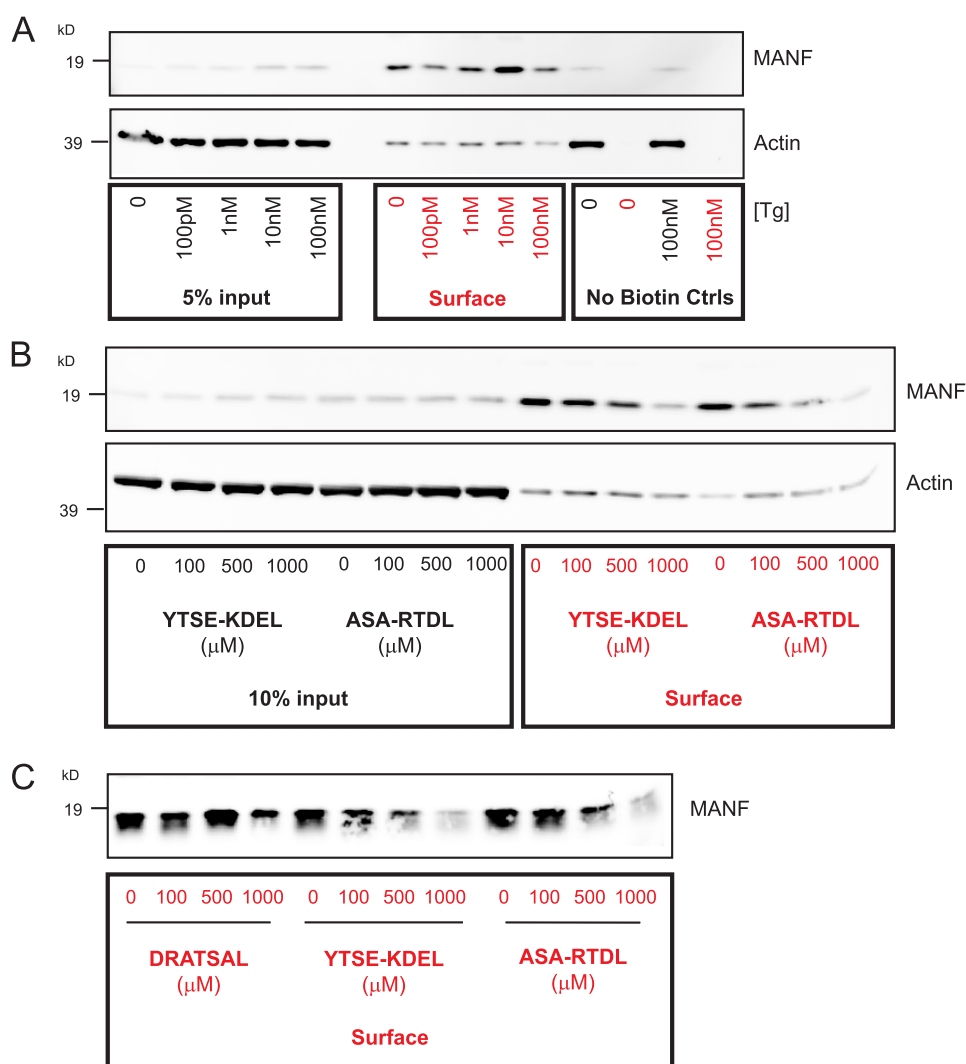 A
kD
19
MANF
39
Actin
0 100pM 1nM 10nM 100nM 0 100pM 1nM 10nM 100nM 0 0 100nM 100nM [Tg]
5% input Surface No Biotin Ctrls
B
kD
19
MANF
Actin
39
0 100 500 1000 0 100 500 1000 0 100 500 1000 0 100 500 1000
YTSE-KDEL ASA-RTDL YTSE-KDEL ASA-RTDL
(µM) (µM) (µM) (µM)
10% input Surface
C
kD
19
MANF
0 100 500 1000 0 100 500 1000 0 100 500 1000
DRATSAL YTSE-KDEL ASA-RTDL
(µM) (µM) (µM)
Surface